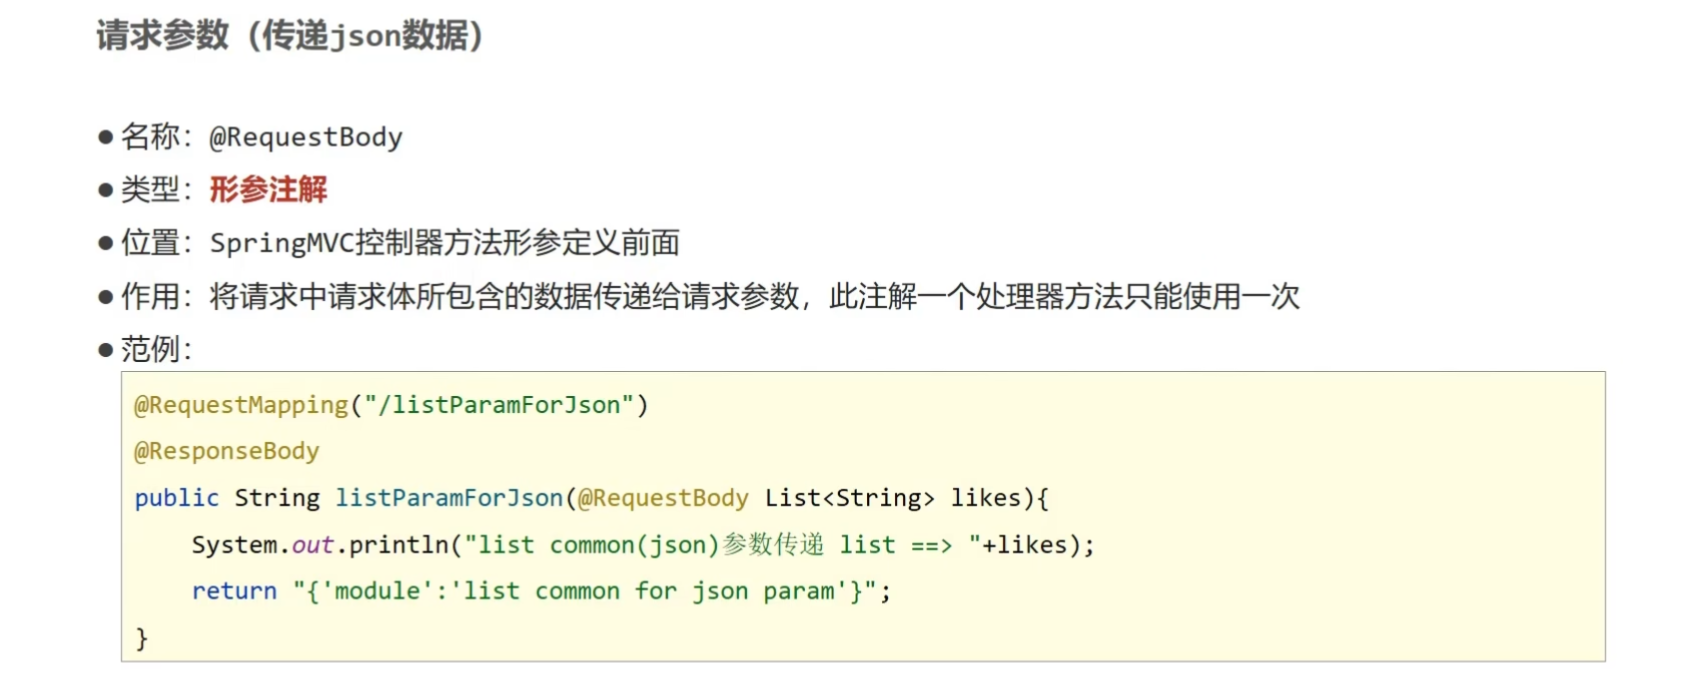 请求参数（传递json数据）
● 名称：@RequestBody
● 类型：形参注解
● 位置：SpringMVC控制器方法形参定义前面
● 作用：将请求中请求体所包含的数据传递给请求参数，此注解一个处理器方法只能使用一次
● 范例：
@RequestMapping("/listParamForJson")
@ResponseBody
public String listParamForJson(@RequestBody List<String> likes){
    System.out.println("list common(json)参数传递 list ==> "+likes);
    return "{'module':'list common for json param'}";
}